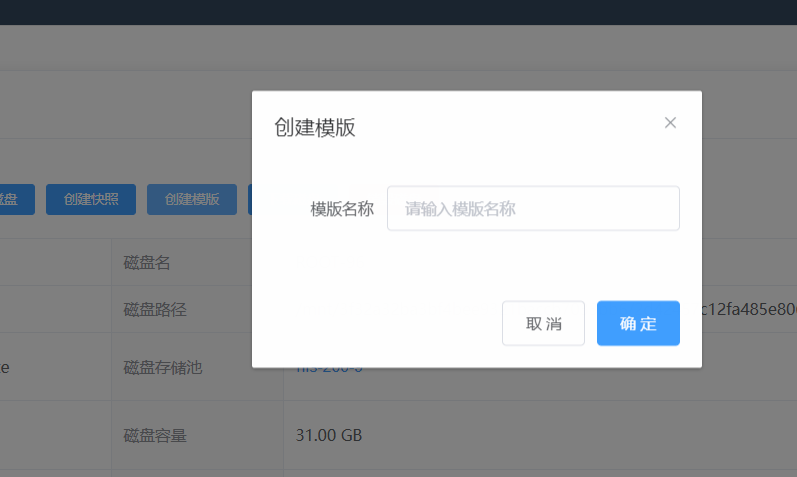 创建模版
模版名称 请输入模版名称
取消 确定
磁盘 创建快照 创建模版
磁盘名
磁盘路径 c12fa485e80
磁盘存储池
磁盘容量 31.00 GB